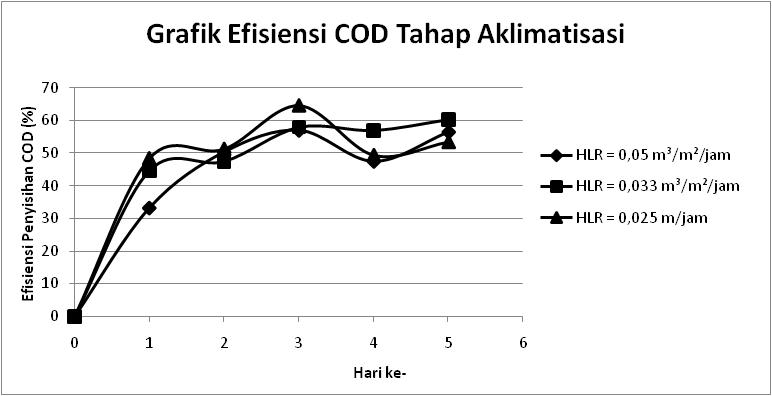 Grafik Efisiensi COD Tahap Aklimatisasi
Efisiensi Penyisihan COD (%)
70
60
50
40
30
20
10
0
0 1 2 3 4 5 6
Hari ke-
HLR = 0,05 m³/m²/jam
HLR = 0,033 m³/m²/jam
HLR = 0,025 m/jam